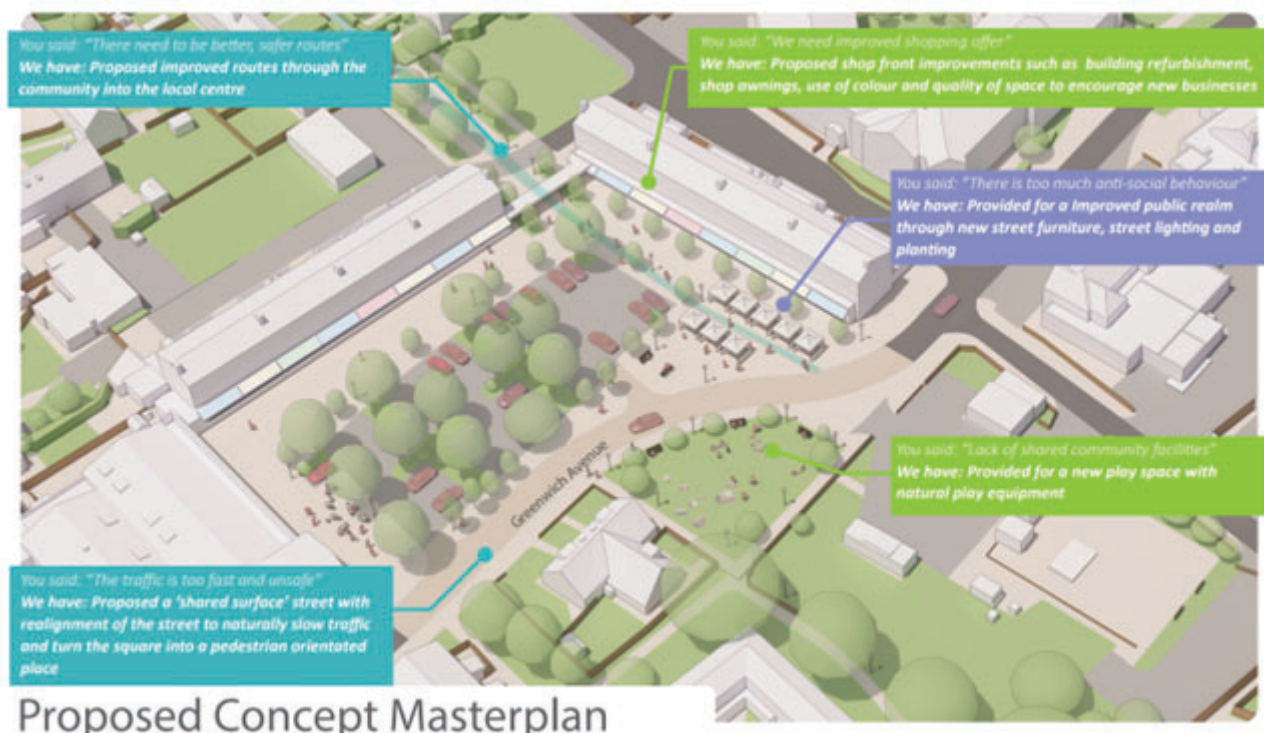 You said: "There need to be better, safer routes"
We have: Proposed improved routes through the
community into the local centre
You said: "We need improved shopping offer"
We have: Proposed shop front improvements such as building refurbishment,
shop awnings, use of colour and quality of space to encourage new businesses
You said: "There is too much anti-social behaviour"
We have: Provided for a Improved public realm
through new street furniture, street lighting and
planting
You said: "Lack of shared community facilities"
We have: Provided for a new play space with
natural play equipment
Greenwich Avenue
You said: "The traffic is too fast and unsafe"
We have: Proposed a 'shared surface' street with
realignment of the street to naturally slow traffic
and turn the square into a pedestrian orientated
place
Proposed Concept Masterplan